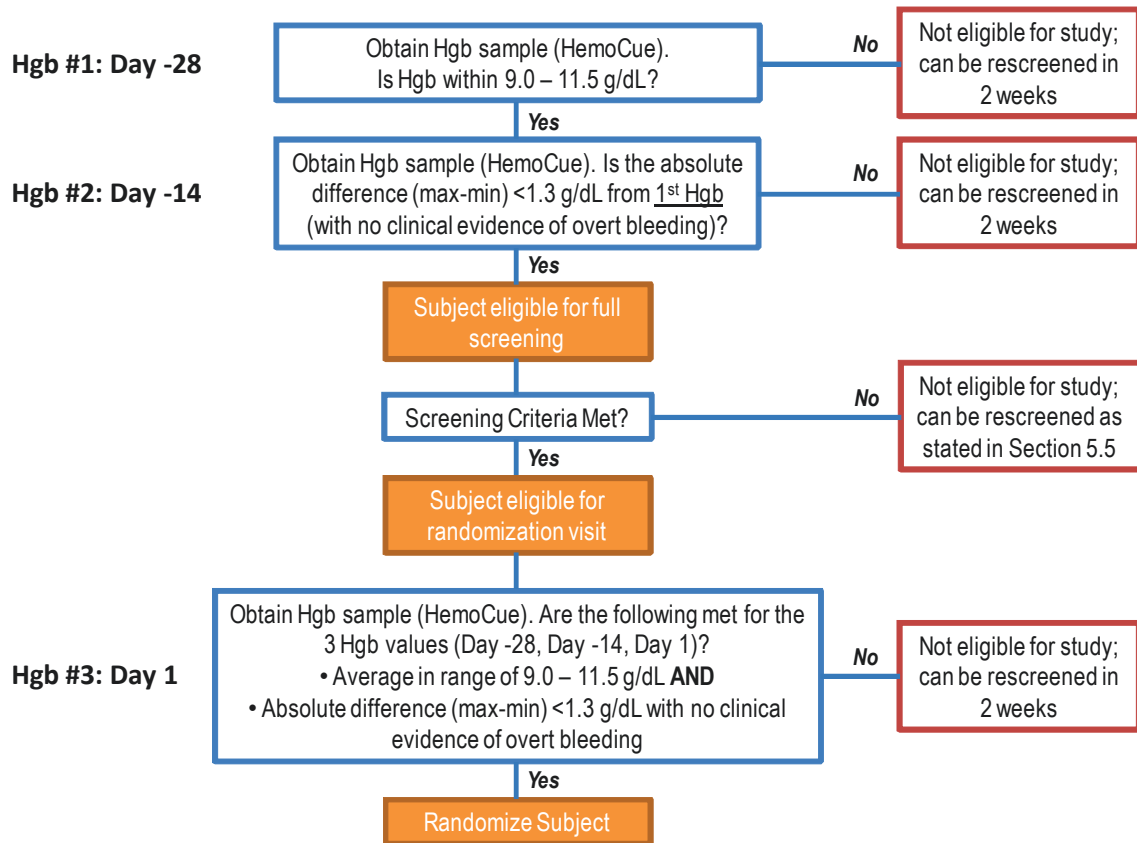 Hgb #1: Day -28
Obtain Hgb sample (HemoCue).
Is Hgb within 9.0 – 11.5 g/dL?
No
Not eligible for study;
can be rescreened in
2 weeks
Yes
Hgb #2: Day -14
Obtain Hgb sample (HemoCue). Is the absolute
difference (max-min) <1.3 g/dL from 1st Hgb
(with no clinical evidence of overt bleeding)?
No
Not eligible for study;
can be rescreened in
2 weeks
Yes
Subject eligible for full
screening
Screening Criteria Met?
No
Not eligible for study;
can be rescreened as
stated in Section 5.5
Yes
Subject eligible for
randomization visit
Hgb #3: Day 1
Obtain Hgb sample (HemoCue). Are the following met for the
3 Hgb values (Day -28, Day -14, Day 1)?
• Average in range of 9.0 – 11.5 g/dL AND
• Absolute difference (max-min) <1.3 g/dL with no clinical
evidence of overt bleeding
No
Not eligible for study;
can be rescreened in
2 weeks
Yes
Randomize Subject